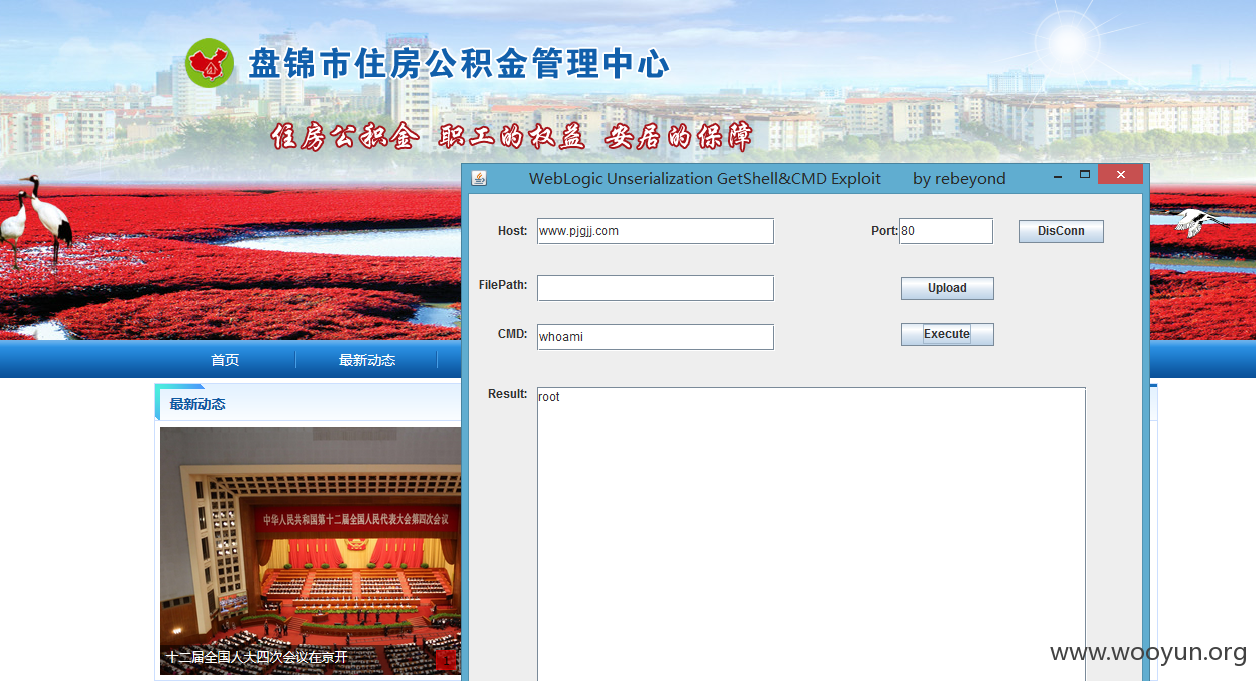 盘锦市住房公积金管理中心
住房公积金 职工的权益 安居的保障
WebLogic Unserialization GetShell&CMD Exploit by rebeyond
Host: www.pjgjj.com Port: 80 DisConn
FilePath: Upload
CMD: whoami Execute
Result: root
首页 最新动态
最新动态
中华人民共和国第十二届全国人民代表大会第四次会议
十二届全国人大四次会议在京开
1
www.wooyun.org